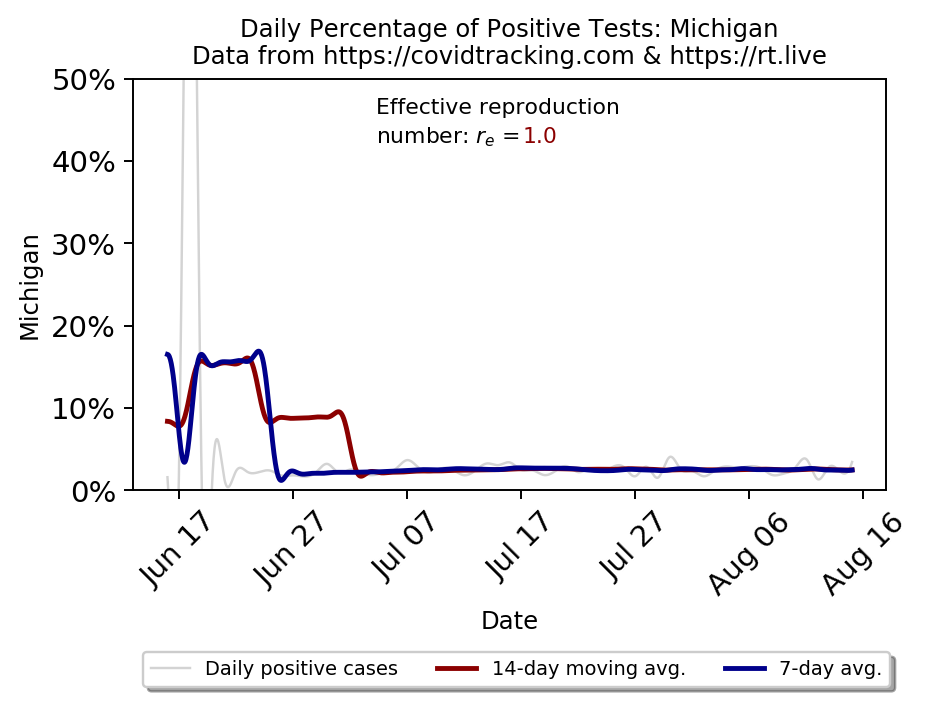 Daily Percentage of Positive Tests: Michigan
Data from https://covidtracking.com & https://rt.live
50%
40%
30%
20%
10%
0%
Michigan
Effective reproduction
number: rₑ =1.0
Jun 17
Jun 27
Jul 07
Jul 17
Jul 27
Aug 06
Aug 16
Date
Daily positive cases
14-day moving avg.
7-day avg.